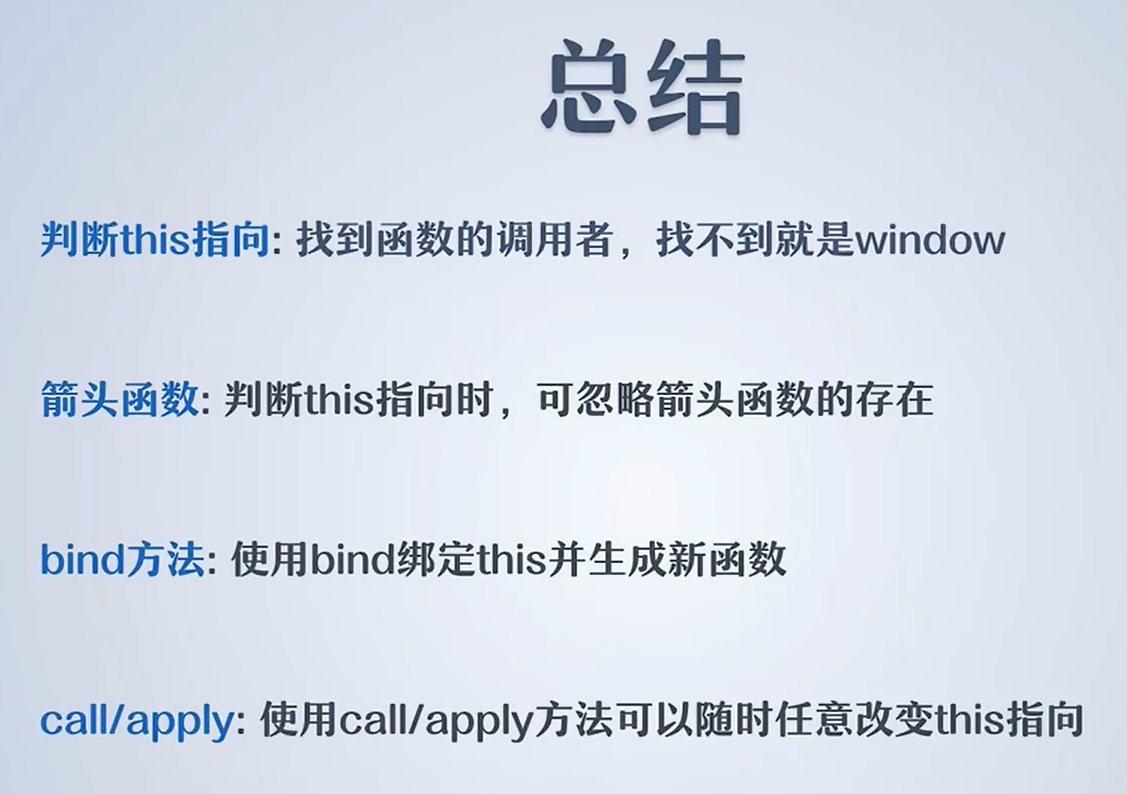 总结
判断this指向: 找到函数的调用者，找不到就是window
箭头函数: 判断this指向时，可忽略箭头函数的存在
bind方法: 使用bind绑定this并生成新函数
call/apply: 使用call/apply方法可以随时任意改变this指向